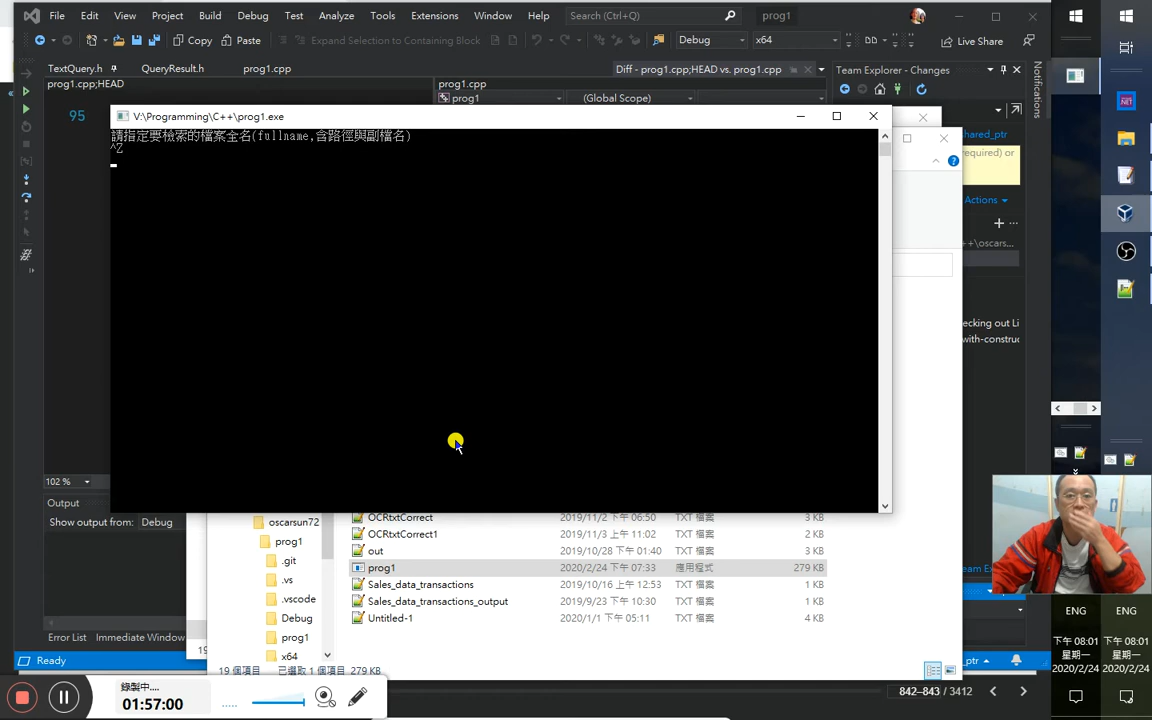 File Edit View Project Build Debug Test Analyze Tools Extensions Window Help Search (Ctrl+Q) prog1
Copy Paste Expand Selection to Containing Block Debug x64 Live Share
TextQuery.h QueryResult.h prog1.cpp Diff - prog1.cpp;HEAD vs. prog1.cpp Team Explorer - Changes
prog1.cpp;HEAD prog1.cpp
prog1 (Global Scope)
Notifications
95
V:\Programming\C++\prog1.exe
請指定要檢索的檔案全名(fullname,含路徑與副檔名)
^Z
shared_ptr
required) or
Actions
+\oscars...
ecking out Li
with-constru
102 %
Output
Show output from: Debug
oscarsun72
prog1
.git
.vs
.vscode
Debug
prog1
x64
OCRtxtCorrect 2019/11/2 下午 06:50 TXT 檔案 3 KB
OCRtxtCorrect1 2019/11/3 上午 11:02 TXT 檔案 2 KB
out 2019/10/28 下午 01:40 TXT 檔案 3 KB
prog1 2020/2/24 下午 07:33 應用程式 279 KB
Sales_data_transactions 2019/10/16 上午 12:53 TXT 檔案 1 KB
Sales_data_transactions_output 2019/9/23 下午 10:30 TXT 檔案 1 KB
Untitled-1 2020/1/1 下午 05:11 TXT 檔案 4 KB
Error List Immediate Window
19 個項目 已選取 1 個項目 279 KB
Ready
錄製中....
01:57:00
842–843 / 3412
.NET
ENG ENG
下午 08:01 下午 08:01
星期一 星期一
2020/2/24 2020/2/24